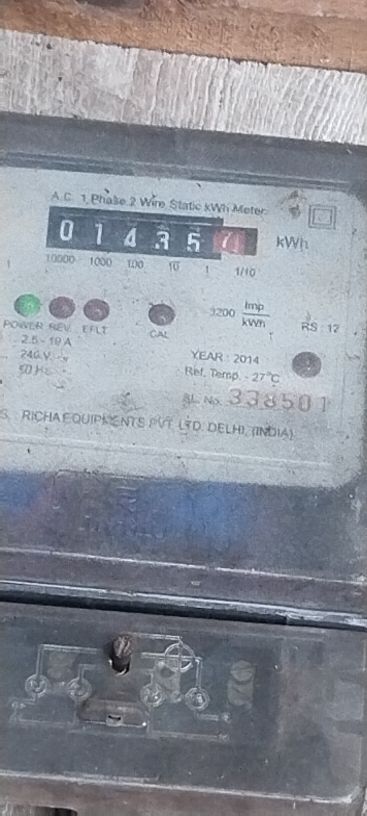 A.C. 1 Phase 2 Wire Static kWh Meter
0 1 4 3 5 7 kWh
10000 1000 100 10 1 1/10
3200 Imp/kWh
POWER REV. EFLT CAL RS : 12
2.5 - 10 A
240 V.
50 Hz
YEAR : 2014
Ref. Temp. - 27°C
SL. No. 338501
RICHA EQUIPMENTS PVT. LTD. DELHI, (INDIA)